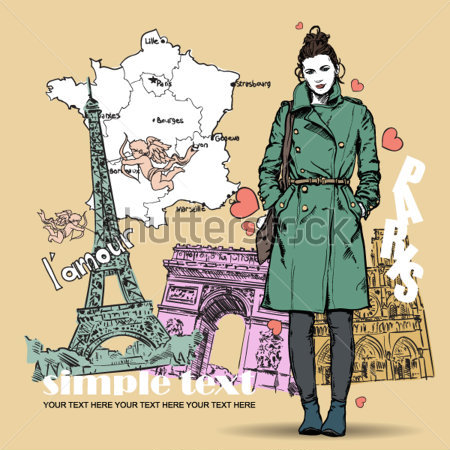 Lille
Paris
Strasbourg
Bourges
Lyon
Marseille
shutterstock
PARIS
l'amour
simple text
YOUR TEXT HERE YOUR TEXT HERE YOUR TEXT HERE